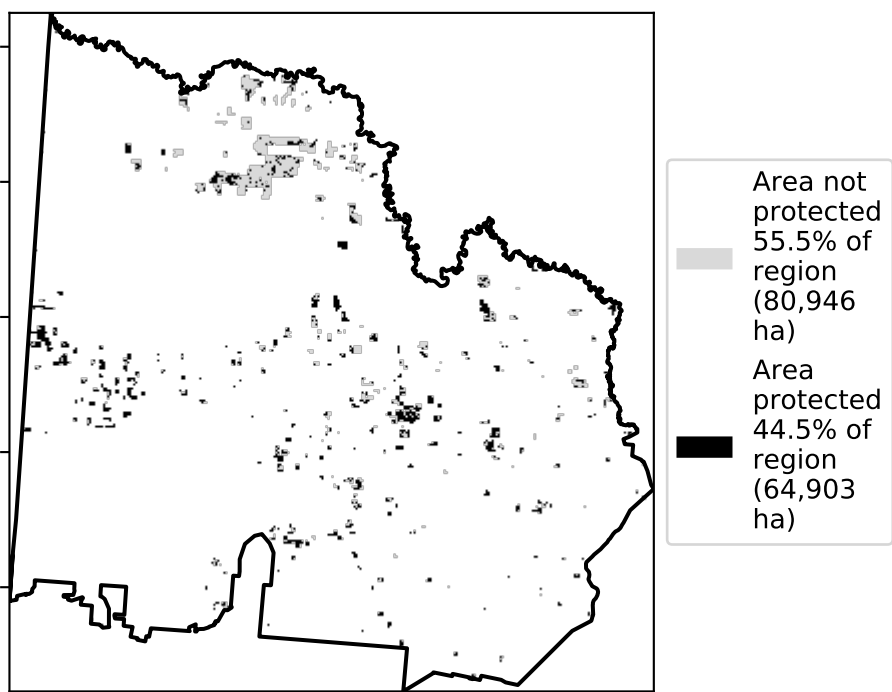 Area not
protected
55.5% of
region
(80,946
ha)
Area
protected
44.5% of
region
(64,903
ha)